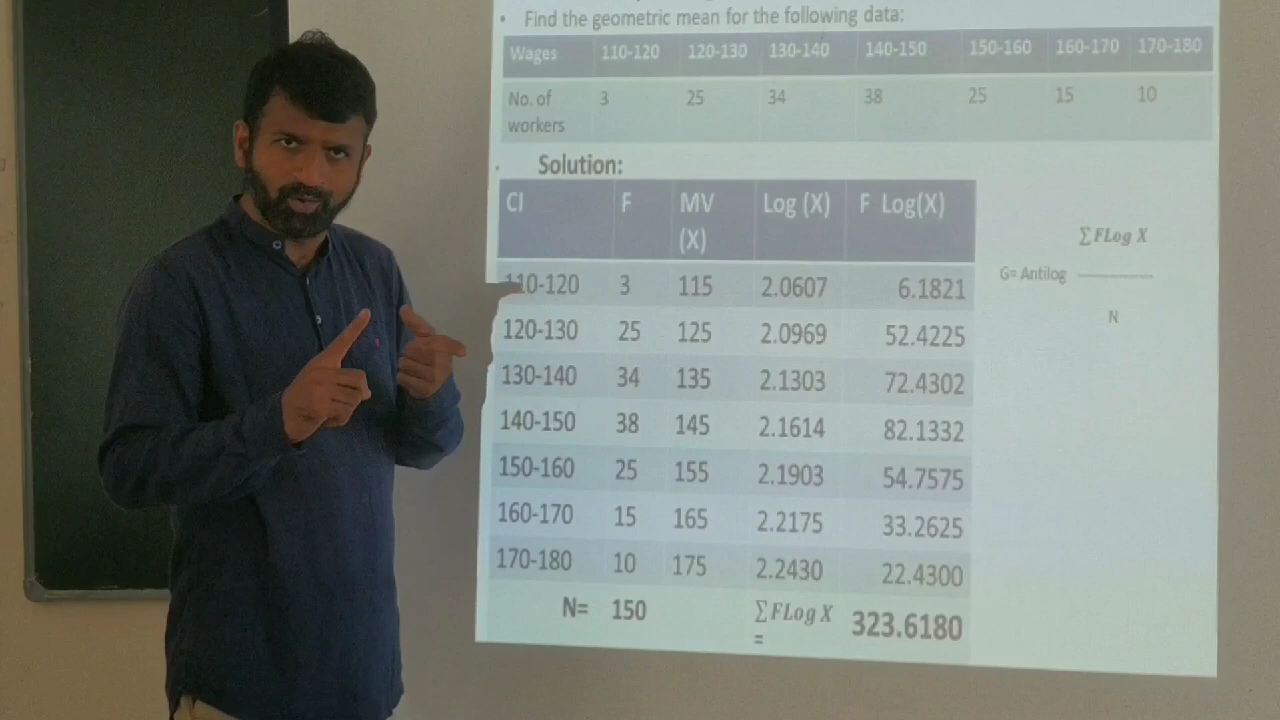 • Find the geometric mean for the following data:
Wages 110-120 120-130 130-140 140-150 150-160 160-170 170-180
No. of workers 3 25 34 38 25 15 10
• Solution:
CI F MV (X) Log (X) F Log(X)
110-120 3 115 2.0607 6.1821
120-130 25 125 2.0969 52.4225
130-140 34 135 2.1303 72.4302
140-150 38 145 2.1614 82.1332
150-160 25 155 2.1903 54.7575
160-170 15 165 2.2175 33.2625
170-180 10 175 2.2430 22.4300
N= 150 ∑FLog X = 323.6180
∑FLog X
G= Antilog
N